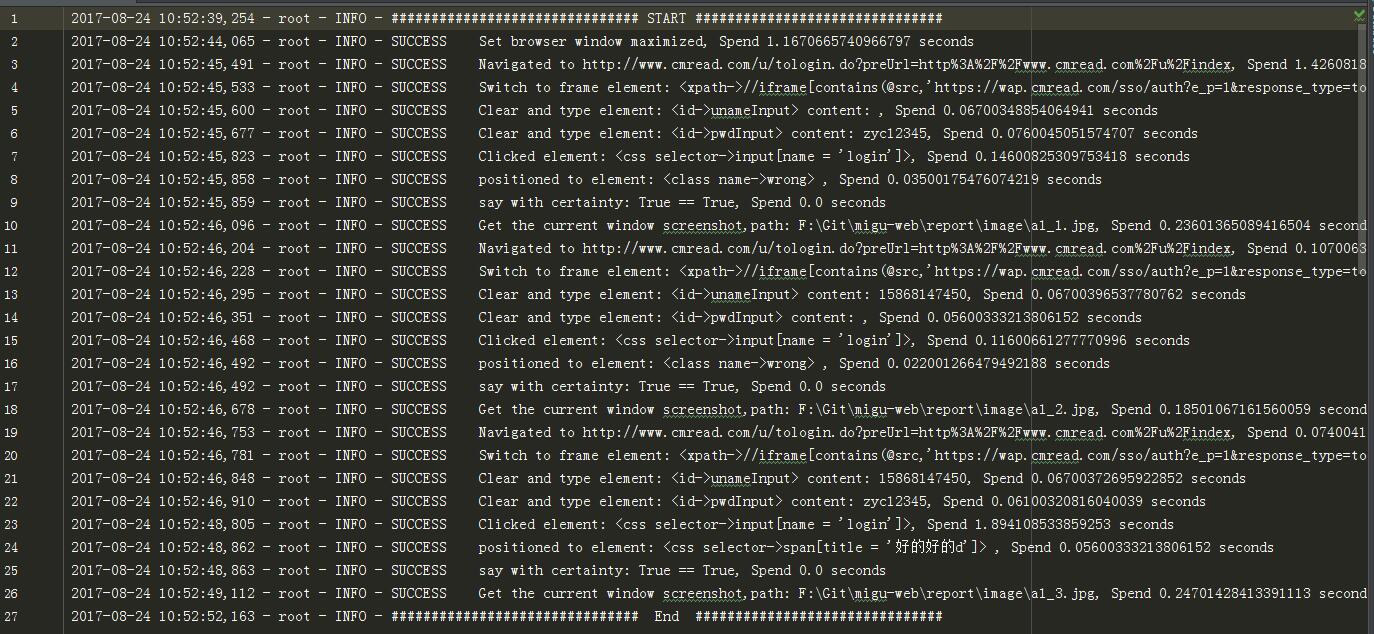 1 2017-08-24 10:52:39,254 - root - INFO - ############################### START ###############################
2 2017-08-24 10:52:44,065 - root - INFO - SUCCESS Set browser window maximized, Spend 1.1670665740966797 seconds
3 2017-08-24 10:52:45,491 - root - INFO - SUCCESS Navigated to http://www.cmread.com/u/tologin.do?preUrl=http%3A%2F%2Fwww.cmread.com%2Fu%2Findex, Spend 1.4260818
4 2017-08-24 10:52:45,533 - root - INFO - SUCCESS Switch to frame element: <xpath->//iframe[contains(@src,'https://wap.cmread.com/sso/auth?e_p=1&response_type=to
5 2017-08-24 10:52:45,600 - root - INFO - SUCCESS Clear and type element: <id->unameInput> content: , Spend 0.06700348854064941 seconds
6 2017-08-24 10:52:45,677 - root - INFO - SUCCESS Clear and type element: <id->pwdInput> content: zyc12345, Spend 0.0760045051574707 seconds
7 2017-08-24 10:52:45,823 - root - INFO - SUCCESS Clicked element: <css selector->input[name = 'login']>, Spend 0.14600825309753418 seconds
8 2017-08-24 10:52:45,858 - root - INFO - SUCCESS positioned to element: <class name->wrong> , Spend 0.03500175476074219 seconds
9 2017-08-24 10:52:45,859 - root - INFO - SUCCESS say with certainty: True == True, Spend 0.0 seconds
10 2017-08-24 10:52:46,096 - root - INFO - SUCCESS Get the current window screenshot,path: F:\Git\migu-web\report\image\al_1.jpg, Spend 0.23601365089416504 second
11 2017-08-24 10:52:46,204 - root - INFO - SUCCESS Navigated to http://www.cmread.com/u/tologin.do?preUrl=http%3A%2F%2Fwww.cmread.com%2Fu%2Findex, Spend 0.1070063
12 2017-08-24 10:52:46,228 - root - INFO - SUCCESS Switch to frame element: <xpath->//iframe[contains(@src,'https://wap.cmread.com/sso/auth?e_p=1&response_type=to
13 2017-08-24 10:52:46,295 - root - INFO - SUCCESS Clear and type element: <id->unameInput> content: 15868147450, Spend 0.06700396537780762 seconds
14 2017-08-24 10:52:46,351 - root - INFO - SUCCESS Clear and type element: <id->pwdInput> content: , Spend 0.05600333213806152 seconds
15 2017-08-24 10:52:46,468 - root - INFO - SUCCESS Clicked element: <css selector->input[name = 'login']>, Spend 0.11600661277770996 seconds
16 2017-08-24 10:52:46,492 - root - INFO - SUCCESS positioned to element: <class name->wrong> , Spend 0.022001266479492188 seconds
17 2017-08-24 10:52:46,492 - root - INFO - SUCCESS say with certainty: True == True, Spend 0.0 seconds
18 2017-08-24 10:52:46,678 - root - INFO - SUCCESS Get the current window screenshot,path: F:\Git\migu-web\report\image\al_2.jpg, Spend 0.18501067161560059 second
19 2017-08-24 10:52:46,753 - root - INFO - SUCCESS Navigated to http://www.cmread.com/u/tologin.do?preUrl=http%3A%2F%2Fwww.cmread.com%2Fu%2Findex, Spend 0.0740041
20 2017-08-24 10:52:46,781 - root - INFO - SUCCESS Switch to frame element: <xpath->//iframe[contains(@src,'https://wap.cmread.com/sso/auth?e_p=1&response_type=to
21 2017-08-24 10:52:46,848 - root - INFO - SUCCESS Clear and type element: <id->unameInput> content: 15868147450, Spend 0.06700372695922852 seconds
22 2017-08-24 10:52:46,910 - root - INFO - SUCCESS Clear and type element: <id->pwdInput> content: zyc12345, Spend 0.06100320816040039 seconds
23 2017-08-24 10:52:48,805 - root - INFO - SUCCESS Clicked element: <css selector->input[name = 'login']>, Spend 1.894108533859253 seconds
24 2017-08-24 10:52:48,862 - root - INFO - SUCCESS positioned to element: <css selector->span[title = '好的好的d']> , Spend 0.05600333213806152 seconds
25 2017-08-24 10:52:48,863 - root - INFO - SUCCESS say with certainty: True == True, Spend 0.0 seconds
26 2017-08-24 10:52:49,112 - root - INFO - SUCCESS Get the current window screenshot,path: F:\Git\migu-web\report\image\al_3.jpg, Spend 0.24701428413391113 second
27 2017-08-24 10:52:52,163 - root - INFO - ############################### End ###############################